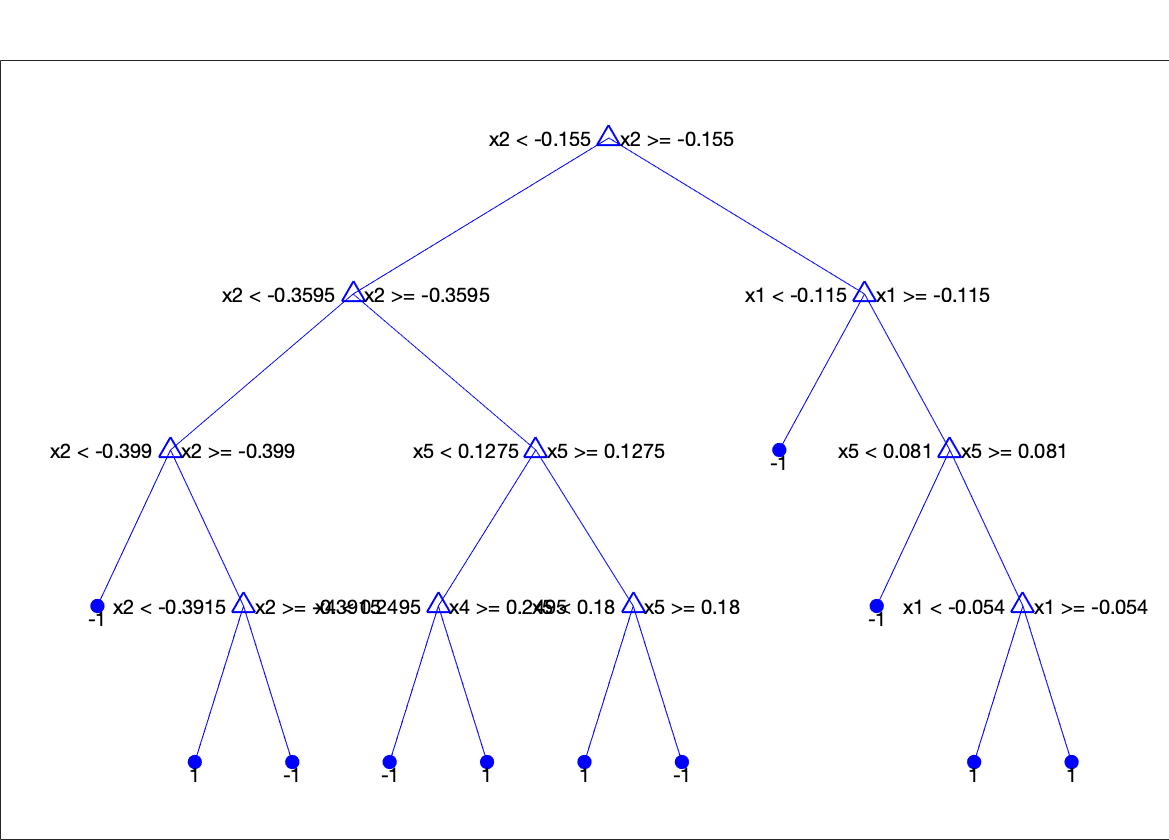 x2 < -0.155 x2 >= -0.155
x2 < -0.3595 x2 >= -0.3595 x1 < -0.115 x1 >= -0.115
x2 < -0.399 x2 >= -0.399 x5 < 0.1275 x5 >= 0.1275 -1 x5 < 0.081 x5 >= 0.081
-1 x2 < -0.3915 x2 >= -0.3915 x4 < 0.2495 x4 >= 0.2495 x5 < 0.18 x5 >= 0.18 -1 x1 < -0.054 x1 >= -0.054
1 -1 -1 1 1 -1 1 1